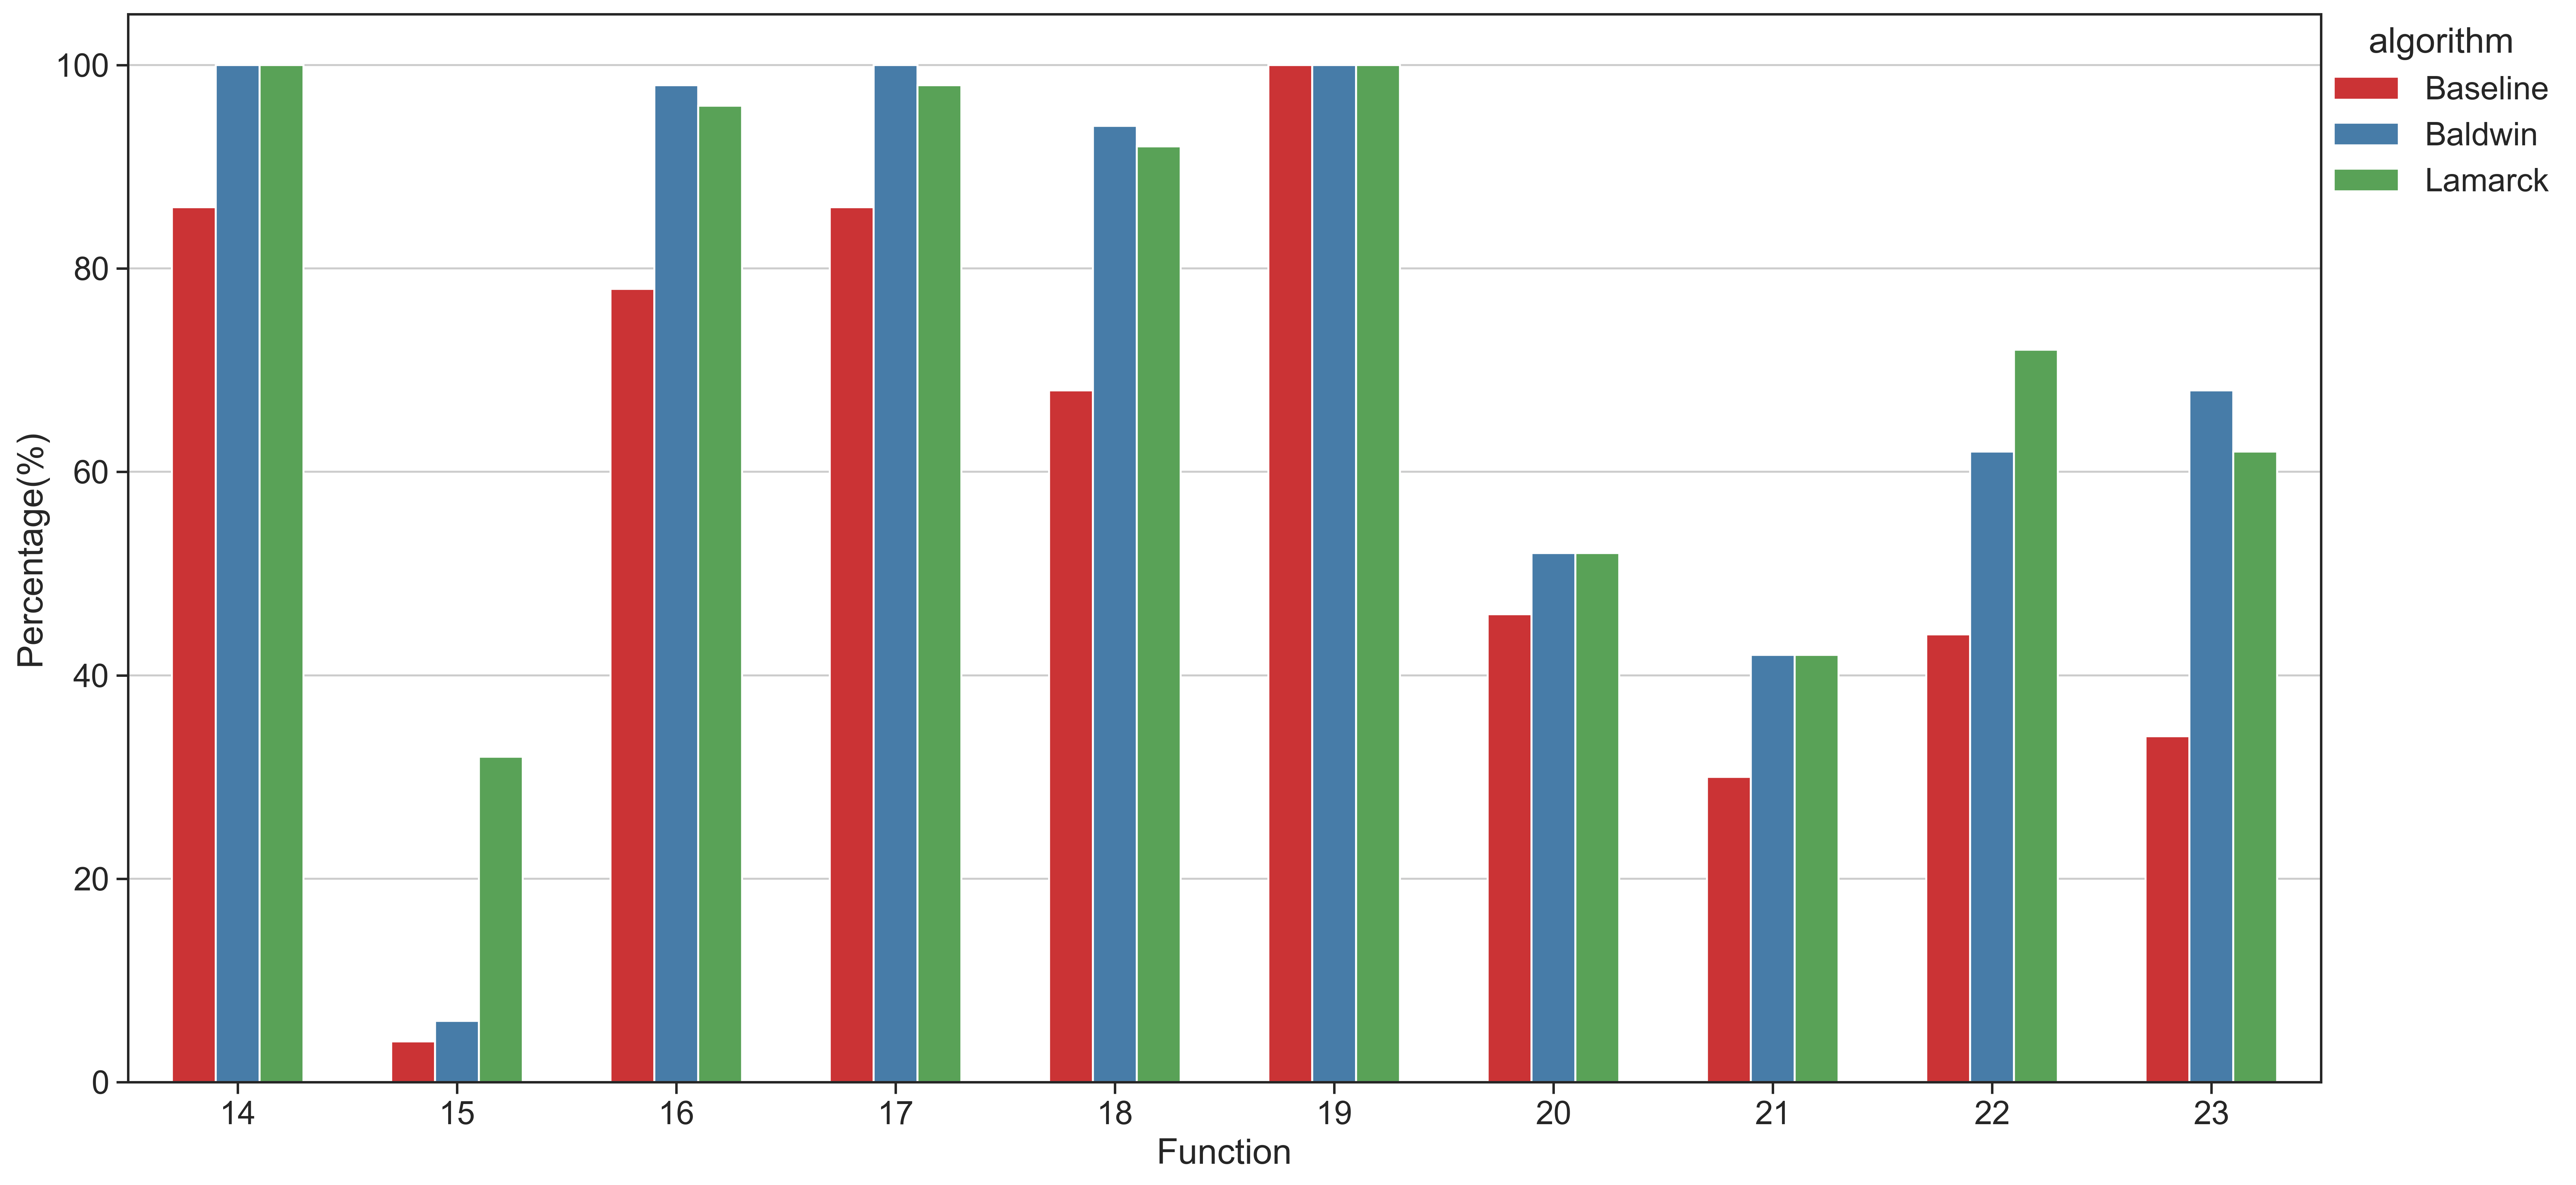 algorithm
Baseline
Baldwin
Lamarck
Percentage(%)
100
80
60
40
20
0
14 15 16 17 18 19 20 21 22 23
Function